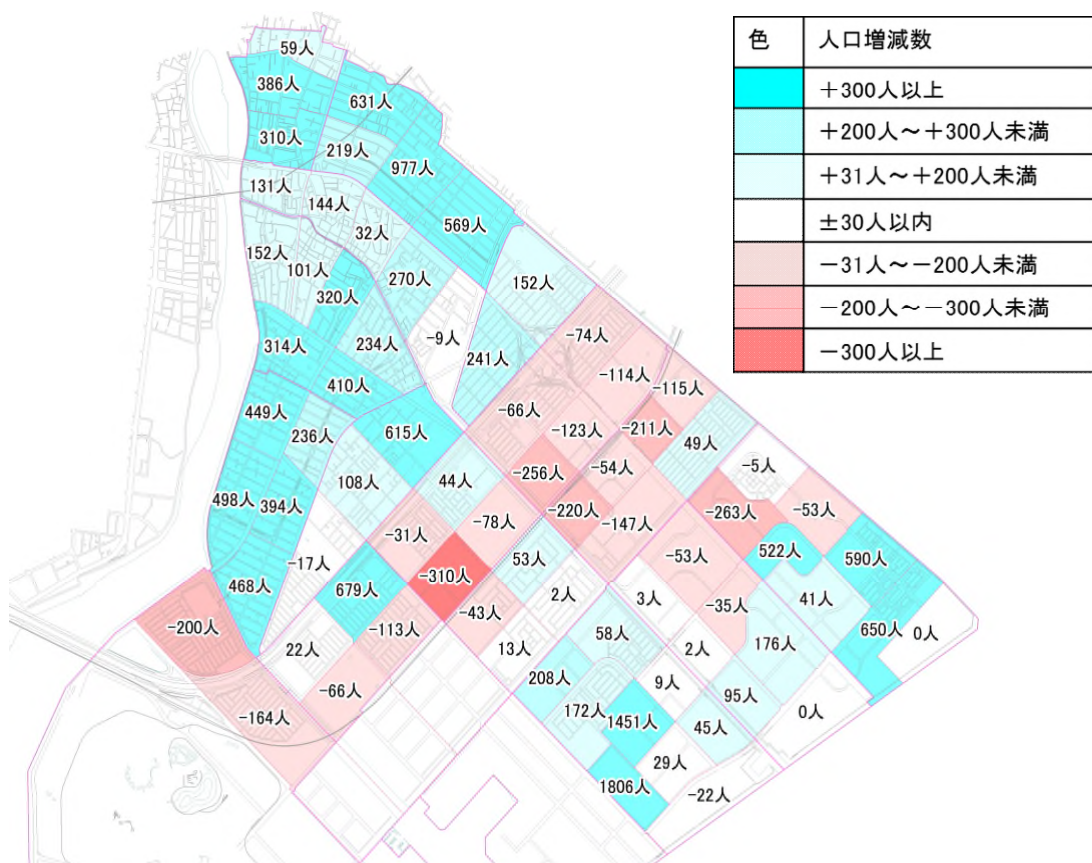 色 人口増減数
+300人以上
+200人~+300人未満
+31人~+200人未満
±30人以内
-31人~-200人未満
-200人~-300人未満
-300人以上
59人
386人
631人
310人
219人
977人
131人
144人
32人
569人
152人
101人
270人
152人
320人
314人
234人
-9人
241人
-74人
-114人
-115人
410人
449人
236人
615人
-66人
-123人
-211人
49人
108人
44人
-256人
-54人
-5人
498人
394人
-31人
-78人
-220人
-147人
-263人
-53人
-17人
679人
-310人
53人
-53人
522人
590人
468人
-43人
2人
3人
-35人
41人
-200人
22人
-113人
13人
58人
2人
176人
650人
0人
-66人
208人
9人
95人
-164人
172人
1451人
45人
0人
29人
1806人
-22人